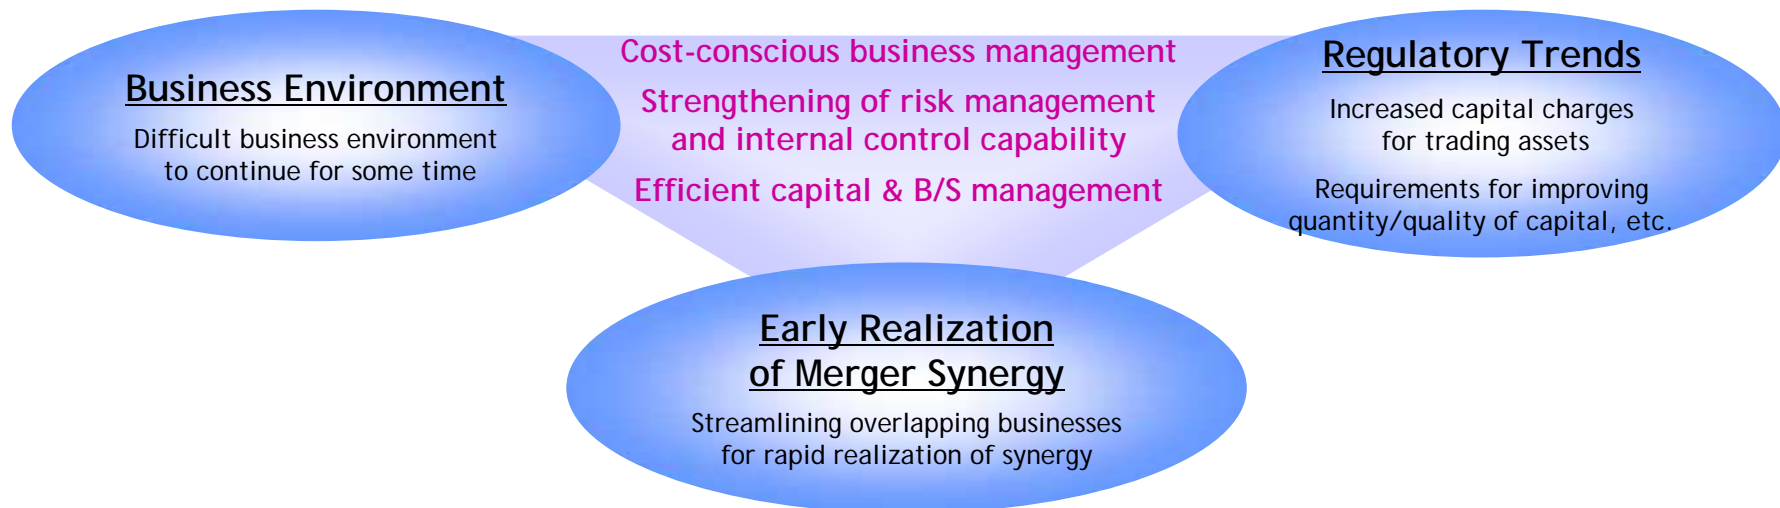 Business Environment
Difficult business environment
to continue for some time
Cost-conscious business management
Strengthening of risk management
and internal control capability
Efficient capital & B/S management
Regulatory Trends
Increased capital charges
for trading assets
Requirements for improving
quantity/quality of capital, etc.
Early Realization
of Merger Synergy
Streamlining overlapping businesses
for rapid realization of synergy